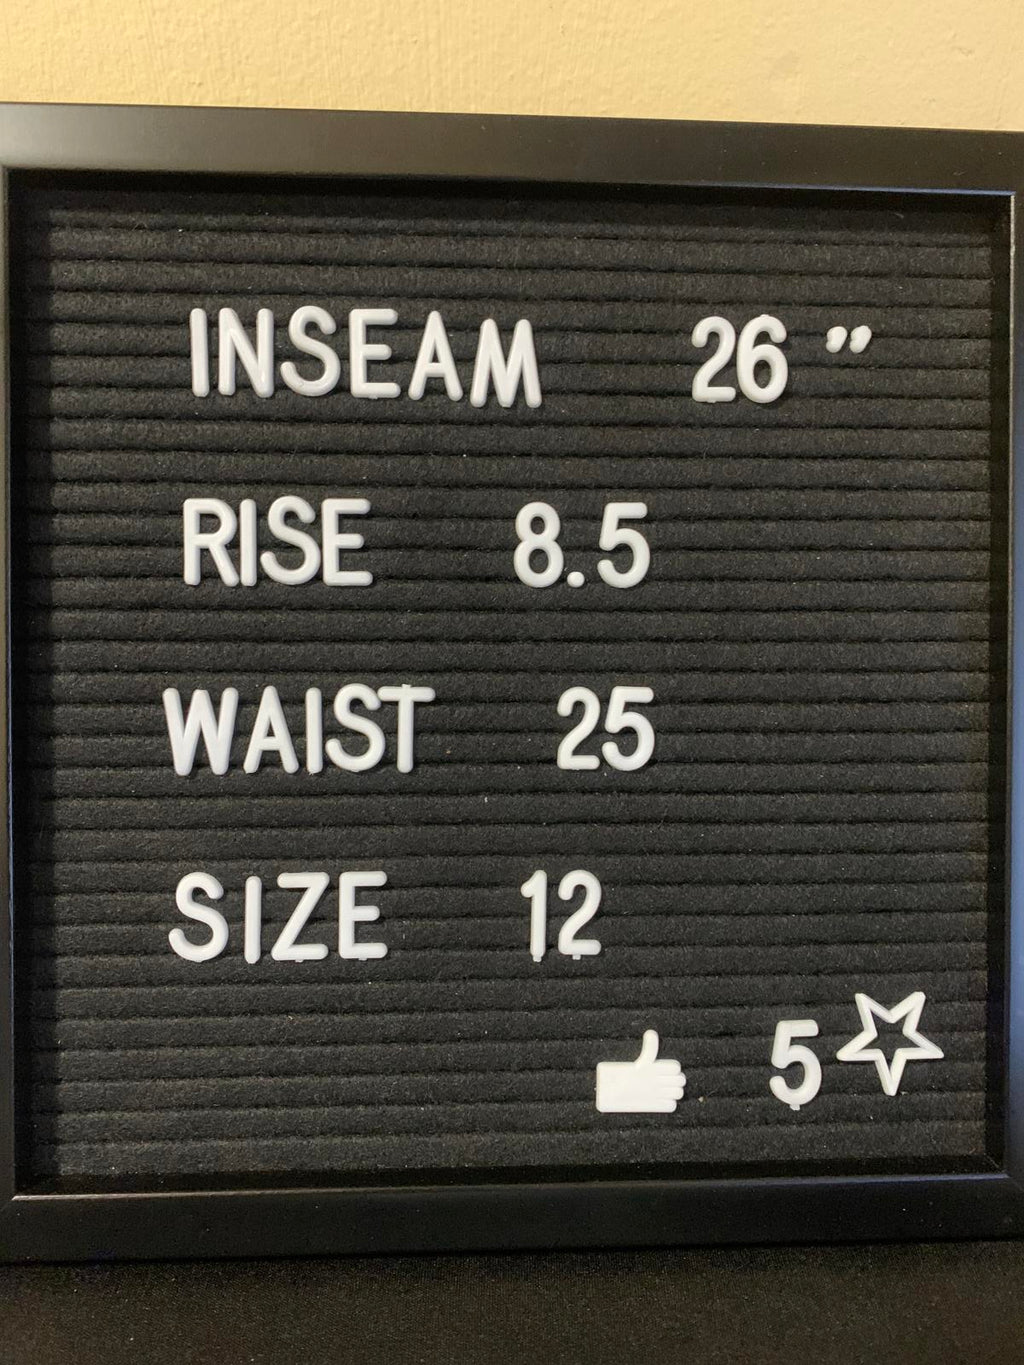 INSEAM 26"
RISE 8.5
WAIST 25
SIZE 12
5